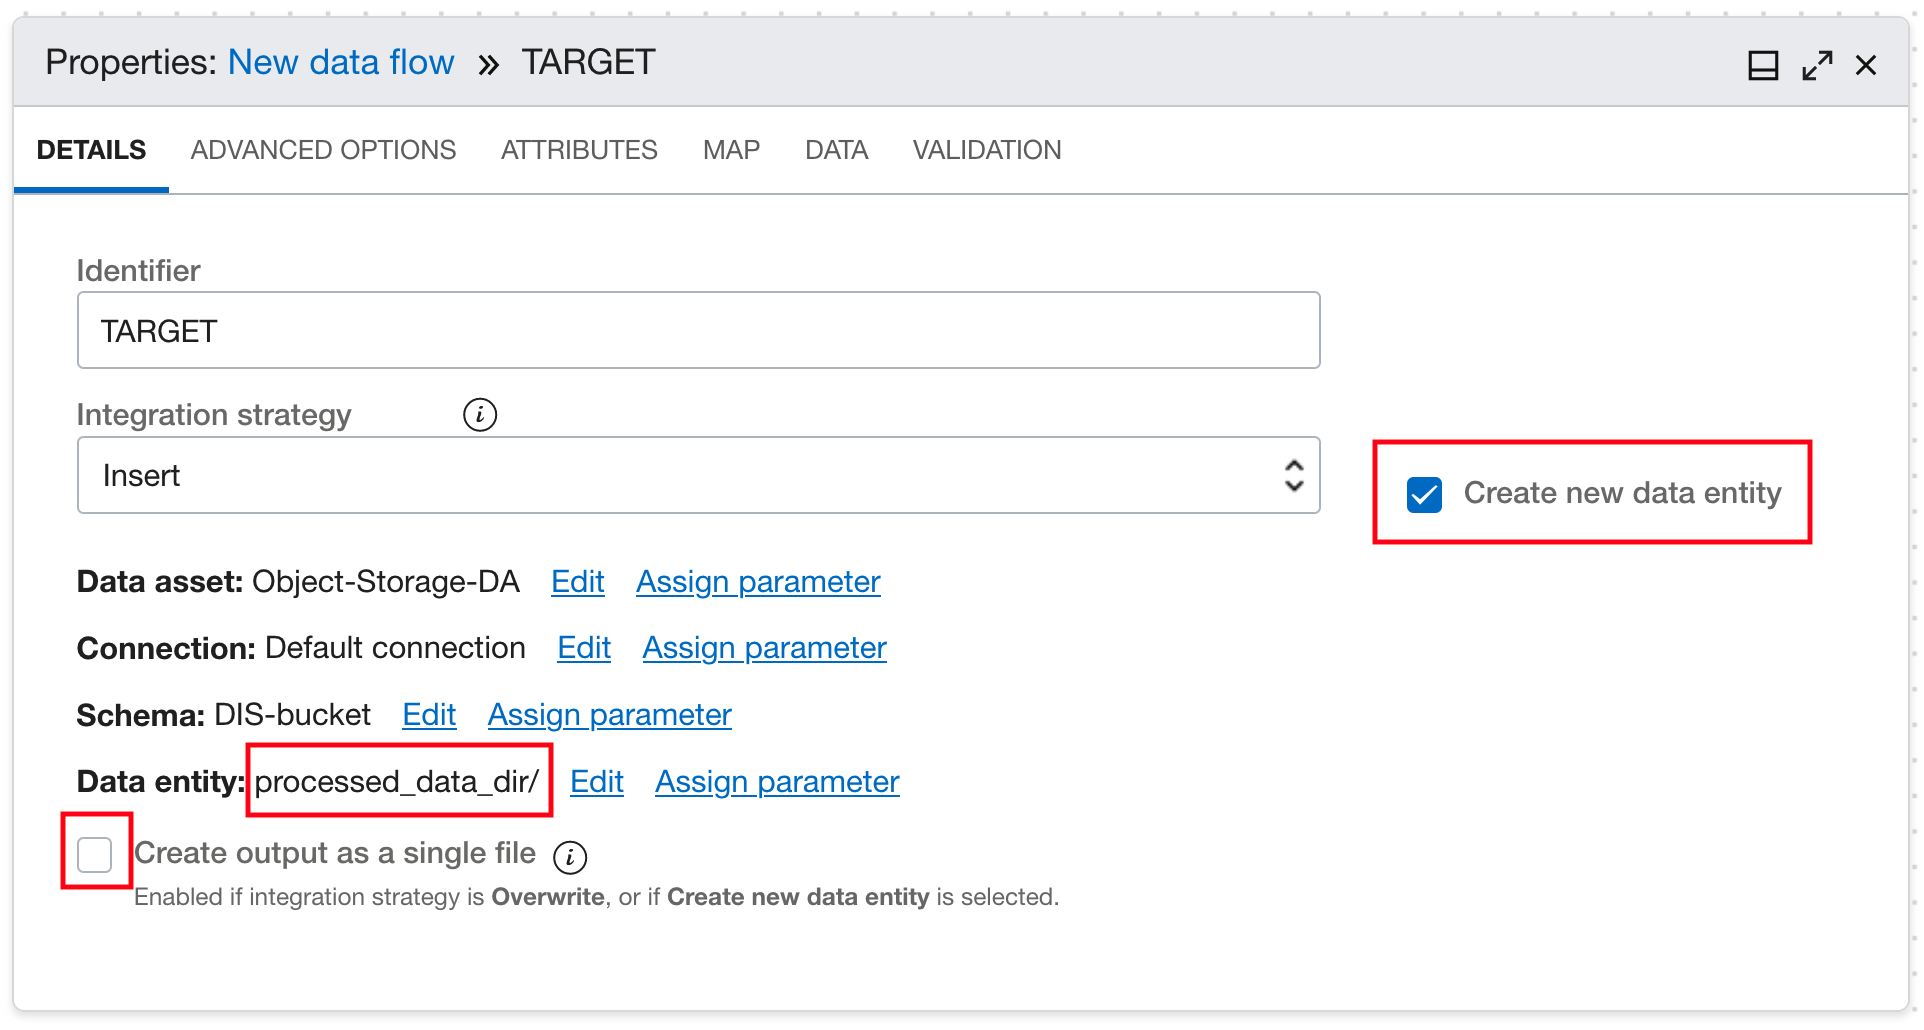 Properties: New data flow » TARGET
DETAILS ADVANCED OPTIONS ATTRIBUTES MAP DATA VALIDATION
Identifier
TARGET
Integration strategy i
Insert
Create new data entity
Data asset: Object-Storage-DA Edit Assign parameter
Connection: Default connection Edit Assign parameter
Schema: DIS-bucket Edit Assign parameter
Data entity: processed_data_dir/ Edit Assign parameter
Create output as a single file i
Enabled if integration strategy is Overwrite, or if Create new data entity is selected.